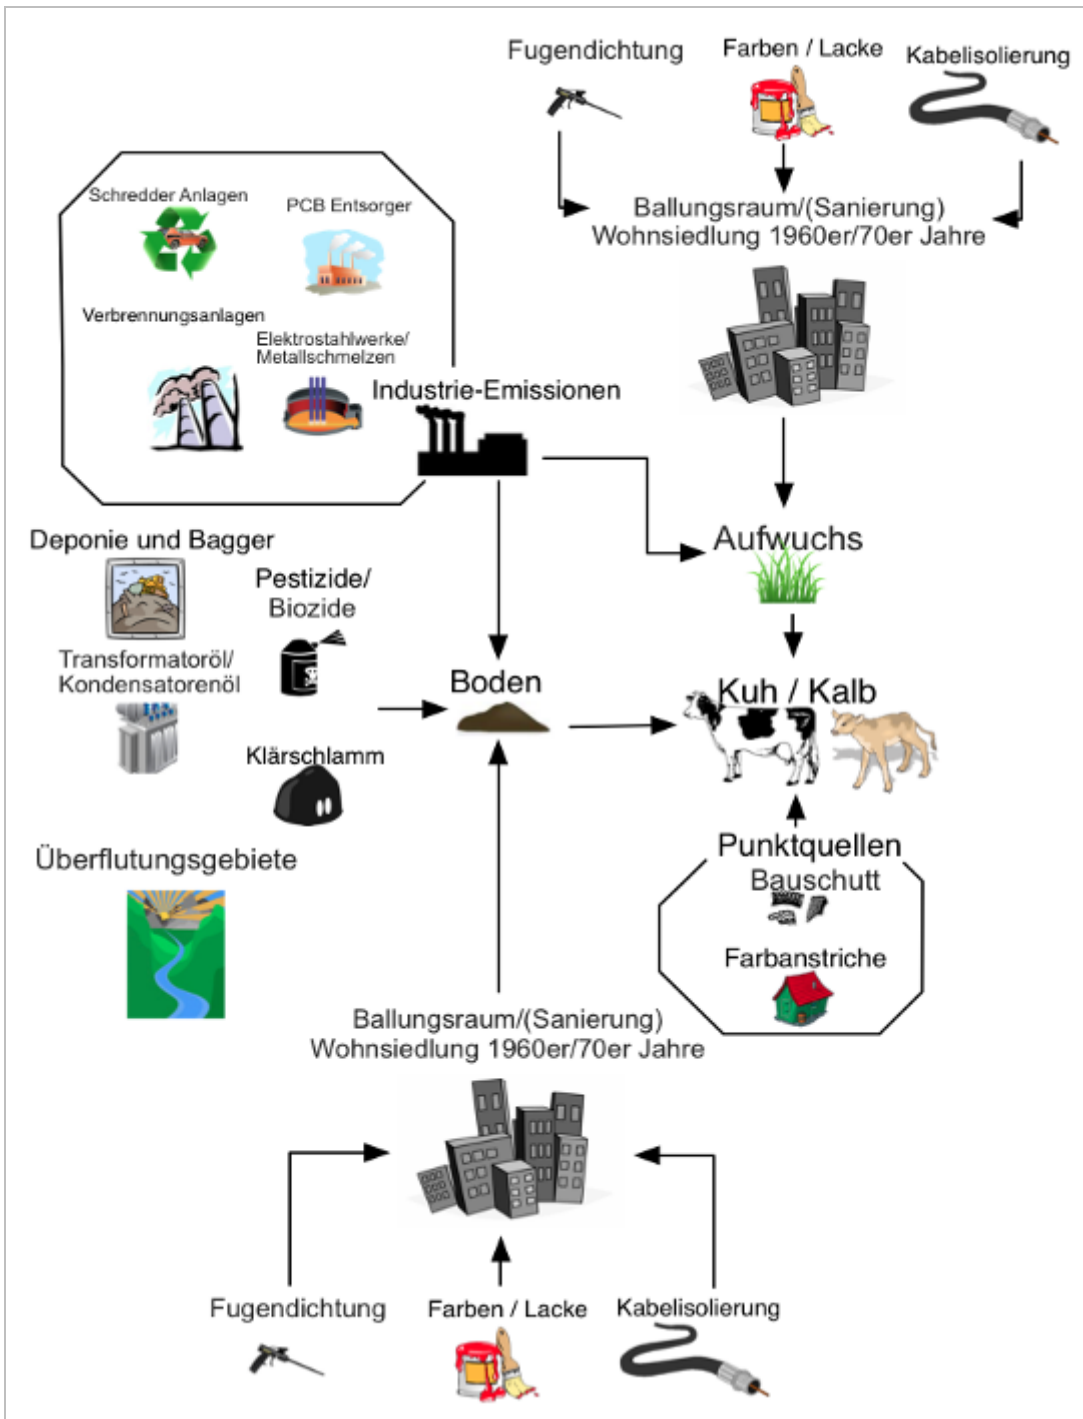 Fugendichtung
Farben / Lacke
Kabelisolierung
Ballungsraum/(Sanierung)
Wohnsiedlung 1960er/70er Jahre
Schredder Anlagen
PCB Entsorger
Verbrennungsanlagen
Elektrostahlwerke/
Metallschmelzen
Industrie-Emissionen
Aufwuchs
Deponie und Bagger
Pestizide/
Biozide
Transformatoröl/
Kondensatorenöl
Boden
Kuh / Kalb
Klärschlamm
Punktquellen
Bauschutt
Farbanstriche
Überflutungsgebiete
Ballungsraum/(Sanierung)
Wohnsiedlung 1960er/70er Jahre
Fugendichtung
Farben / Lacke
Kabelisolierung